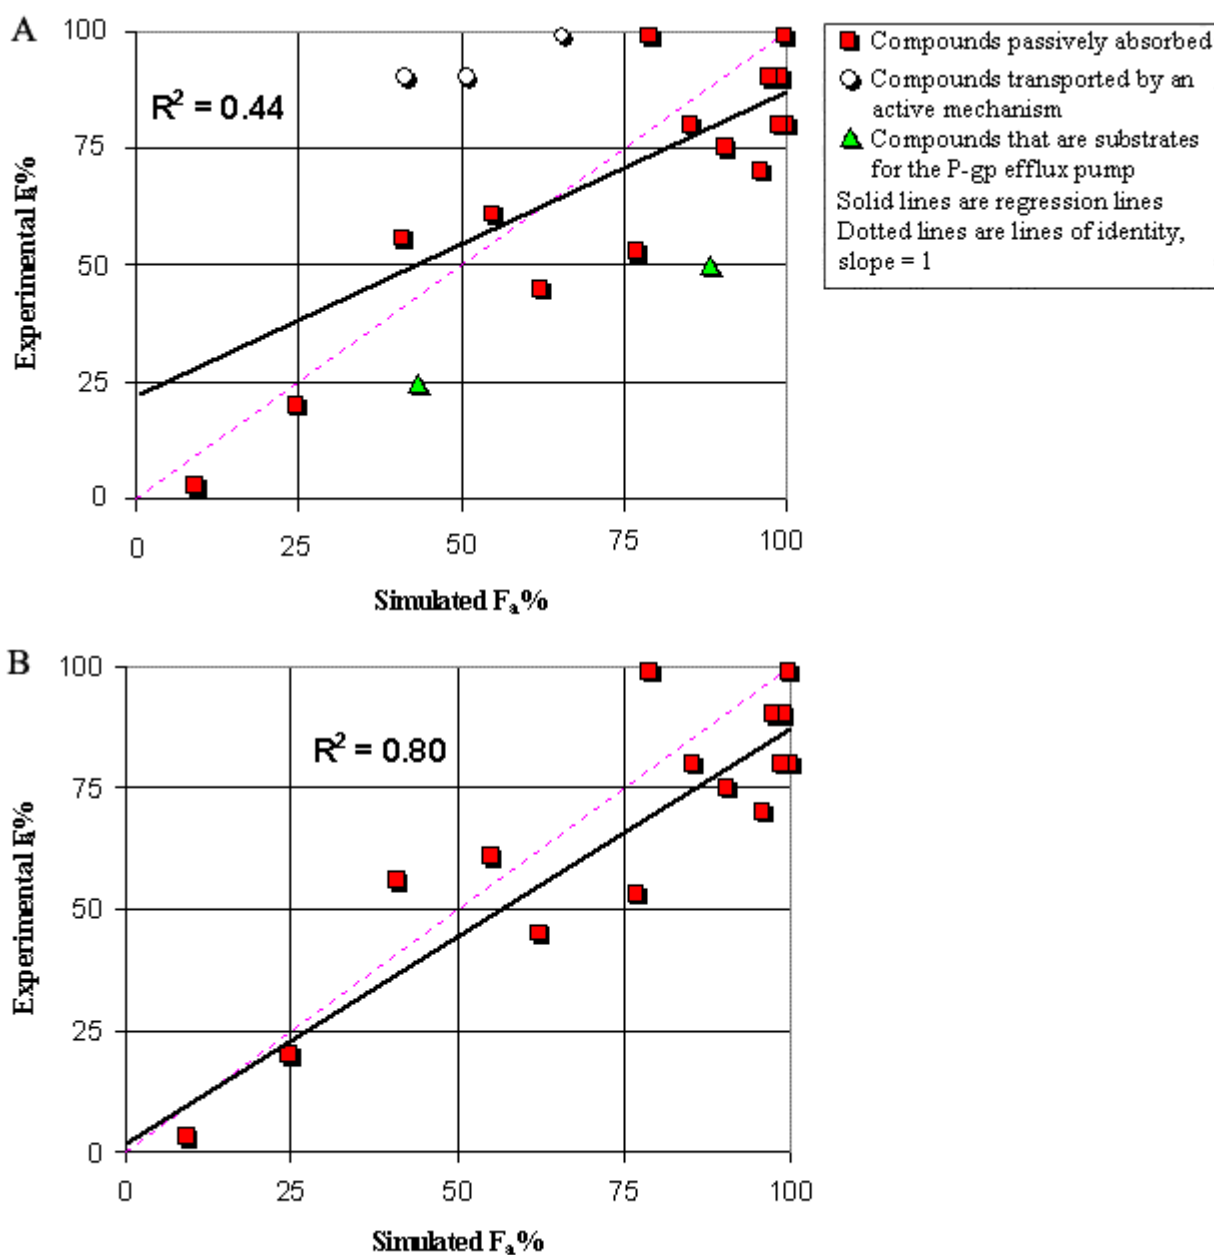 A
100
75
50
25
0
Experimental Fa%
R² = 0.44
0 25 50 75 100
Simulated Fₐ%
Compounds passively absorbed
Compounds transported by an
active mechanism
Compounds that are substrates
for the P-gp efflux pump
Solid lines are regression lines
Dotted lines are lines of identity,
slope = 1
B
100
75
50
25
0
Experimental Fa%
R² = 0.80
0 25 50 75 100
Simulated Fₐ%